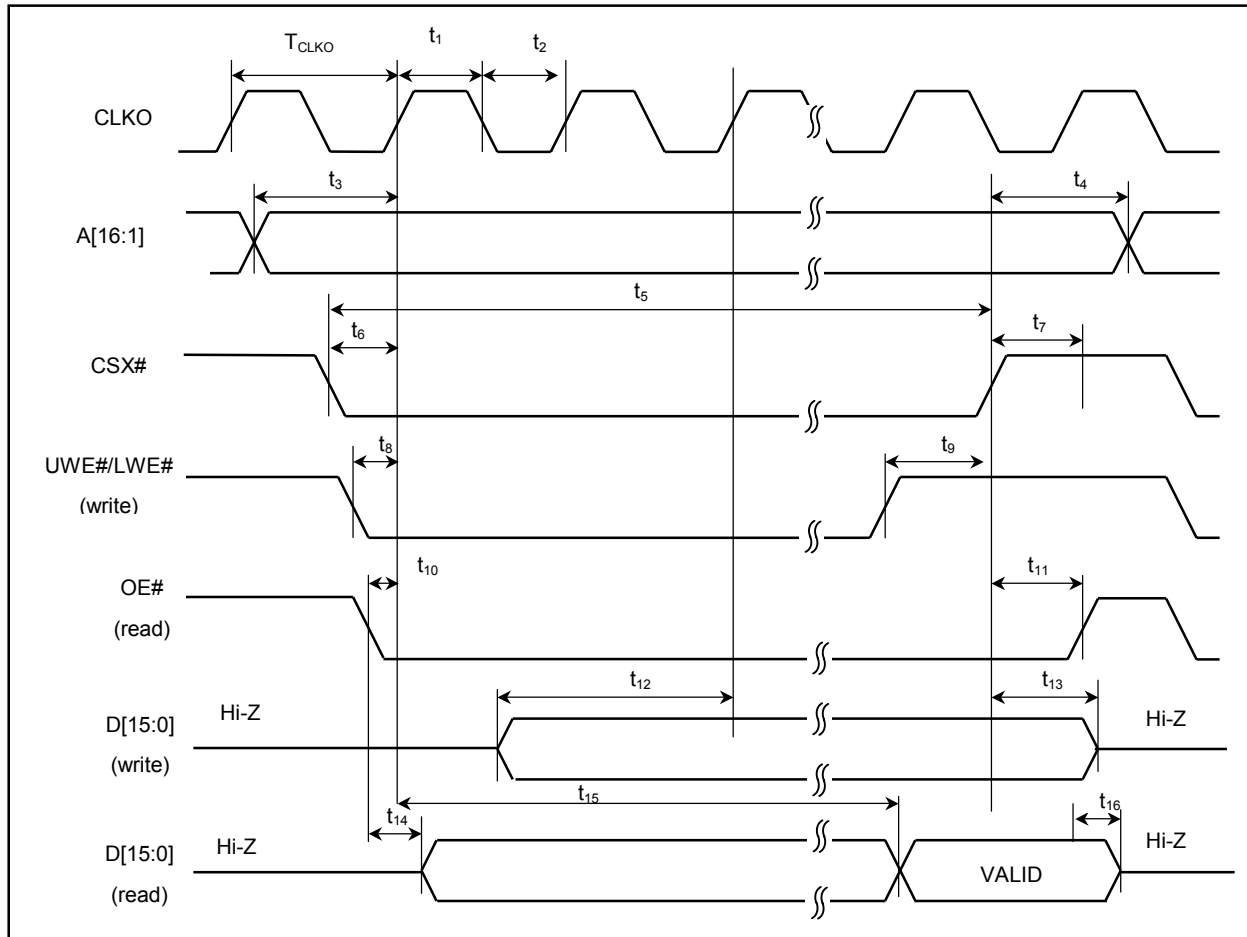 T_CLKO t₁ t₂
CLKO
t₃ t₄
A[16:1]
t₅
t₆ t₇
CSX#
t₈ t₉
UWE#/LWE#
(write)
t₁₀ t₁₁
OE#
(read)
t₁₂ t₁₃
Hi-Z Hi-Z
D[15:0]
(write)
t₁₅
t₁₄ t₁₆
Hi-Z Hi-Z
D[15:0] VALID
(read)